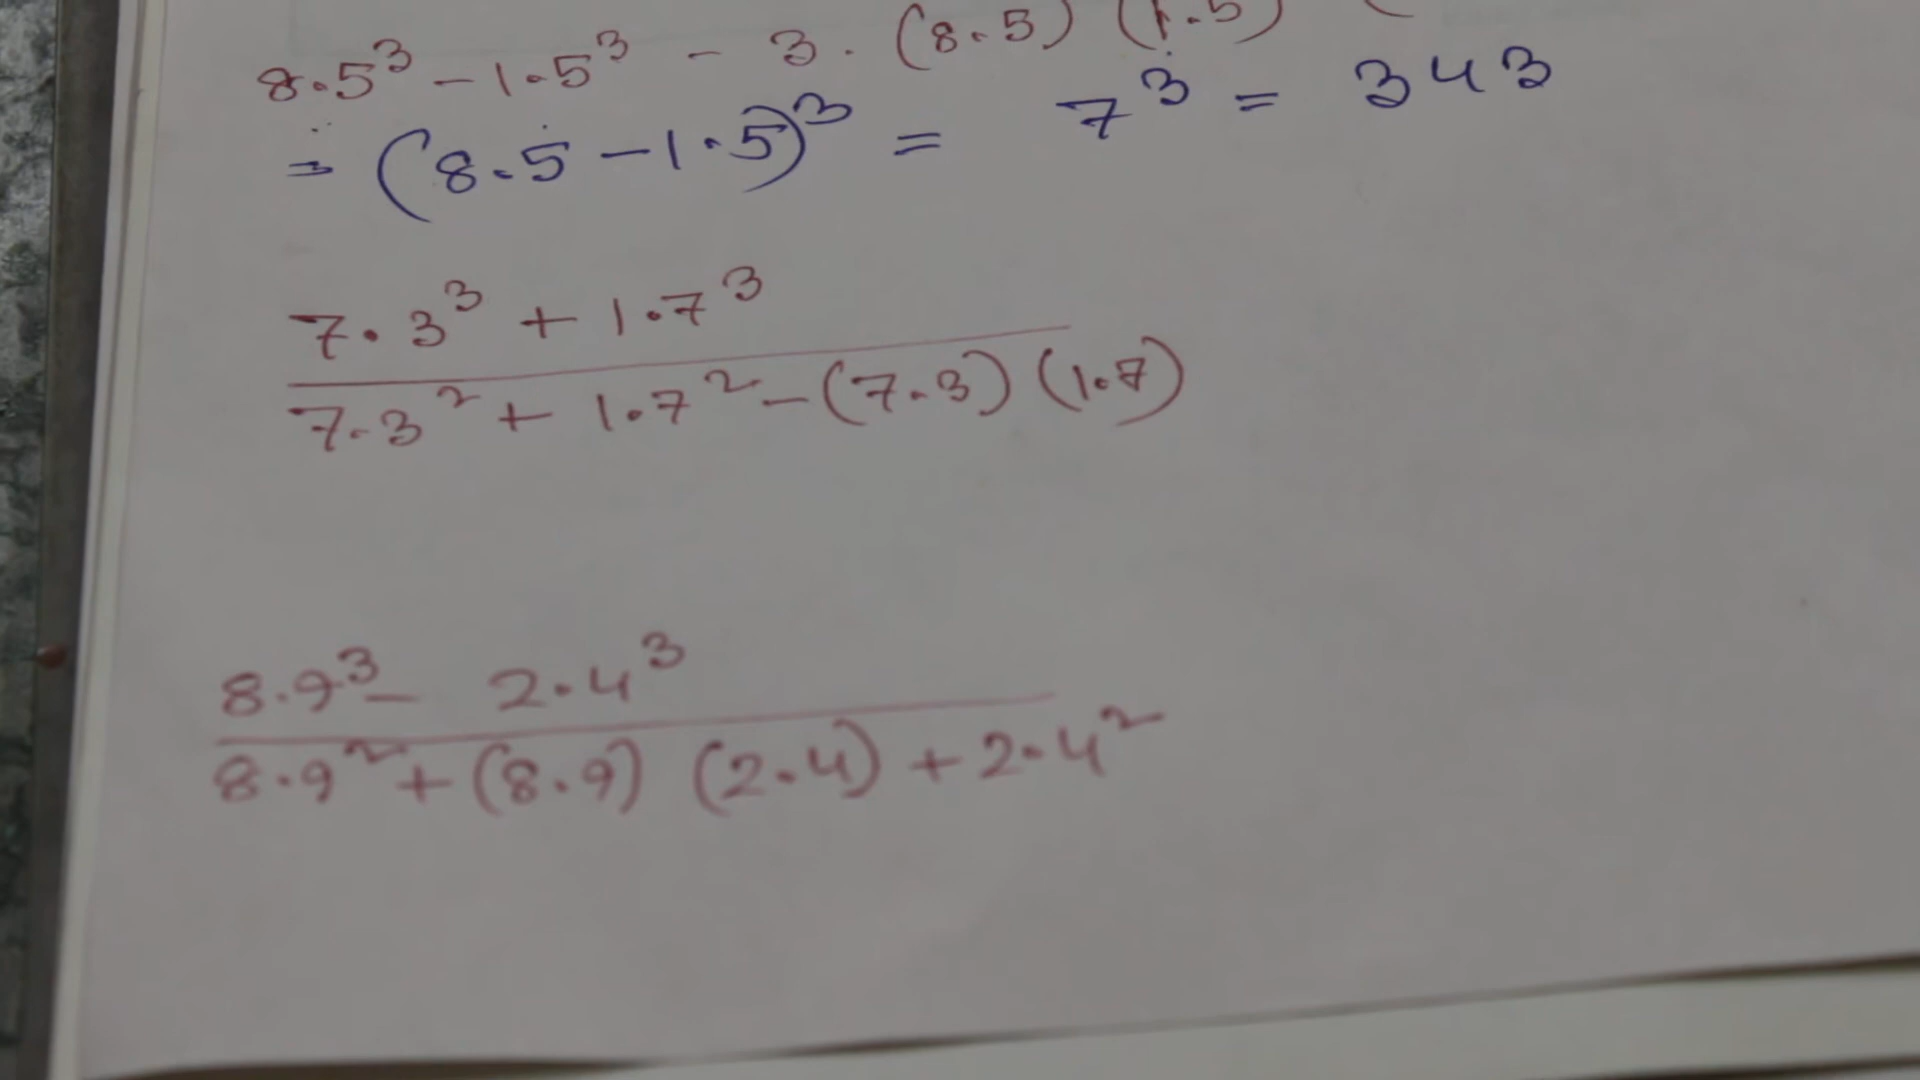 8.5³ - 1.5³ - 3. (8.5) (1.5) (
= (8.5 - 1.5)³ = 7³ = 343
7.3³ + 1.7³
7.3² + 1.7² - (7.3) (1.7)
8.9³ - 2.4³
8.9² + (8.9) (2.4) + 2.4²